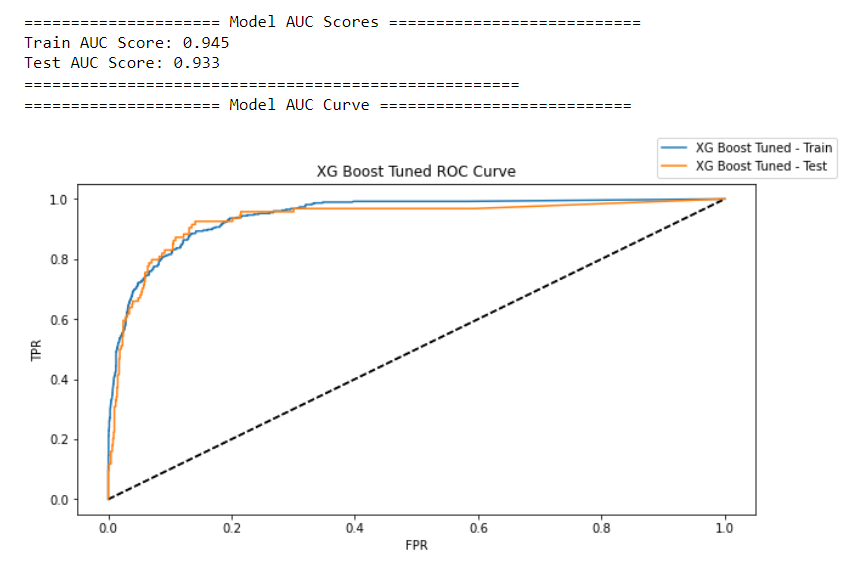 ===================== Model AUC Scores ===========================
Train AUC Score: 0.945
Test AUC Score: 0.933
=====================================================
===================== Model AUC Curve ===========================
XG Boost Tuned - Train
XG Boost Tuned - Test
XG Boost Tuned ROC Curve
1.0
0.8
0.6
TPR
0.4
0.2
0.0
0.0 0.2 0.4 0.6 0.8 1.0
FPR